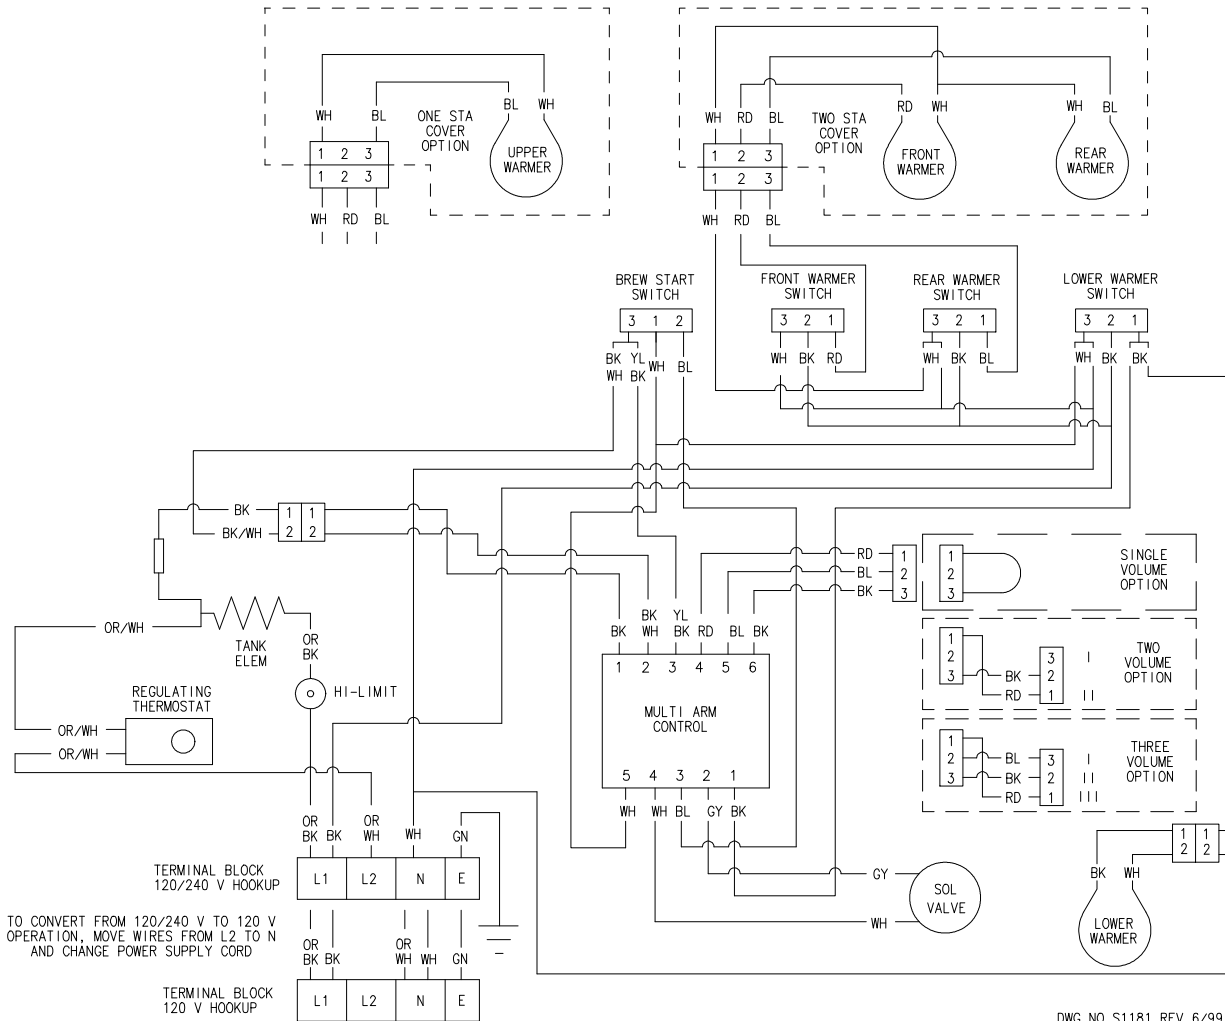 BL WH WH BL
RD WH
ONE STA
COVER
OPTION
WH BL
UPPER
WARMER
1 2 3
1 2 3
WH RD BL
TWO STA
COVER
OPTION
WH RD BL
FRONT
WARMER
REAR
WARMER
1 2 3
1 2 3
WH RD BL
BREW START
SWITCH
FRONT WARMER
SWITCH
REAR WARMER
SWITCH
LOWER WARMER
SWITCH
3 1 2
3 2 1
3 2 1
3 2 1
BK YL
WH BK
WH
BL
WH BK RD
WH BK BL
WH BK BK
BK
BK/WH
1 1
2 2
OR/WH
TANK
ELEM
OR
BK
HI-LIMIT
REGULATING
THERMOSTAT
OR/WH
OR/WH
BK
BK
WH
YL
BK
RD BL BK
1 2 3 4 5 6
MULTI ARM
CONTROL
5 4 3 2 1
WH WH BL GY BK
RD
BL
BK
1
2
3
1
2
3
SINGLE
VOLUME
OPTION
1
2
3
BK
RD
3
2
1
I
II
TWO
VOLUME
OPTION
1
2
3
BL
BK
RD
3
2
1
I
II
III
THREE
VOLUME
OPTION
OR
BK
BK
OR
WH
WH
GN
TERMINAL BLOCK
120/240 V HOOKUP
L1 L2 N E
TO CONVERT FROM 120/240 V TO 120 V
OPERATION, MOVE WIRES FROM L2 TO N
AND CHANGE POWER SUPPLY CORD
OR
BK
BK
OR
WH
WH
GN
TERMINAL BLOCK
120 V HOOKUP
L1 L2 N E
GY
WH
SOL
VALVE
1 1
2 2
BK WH
LOWER
WARMER
DWG NO S1181 REV 6/99